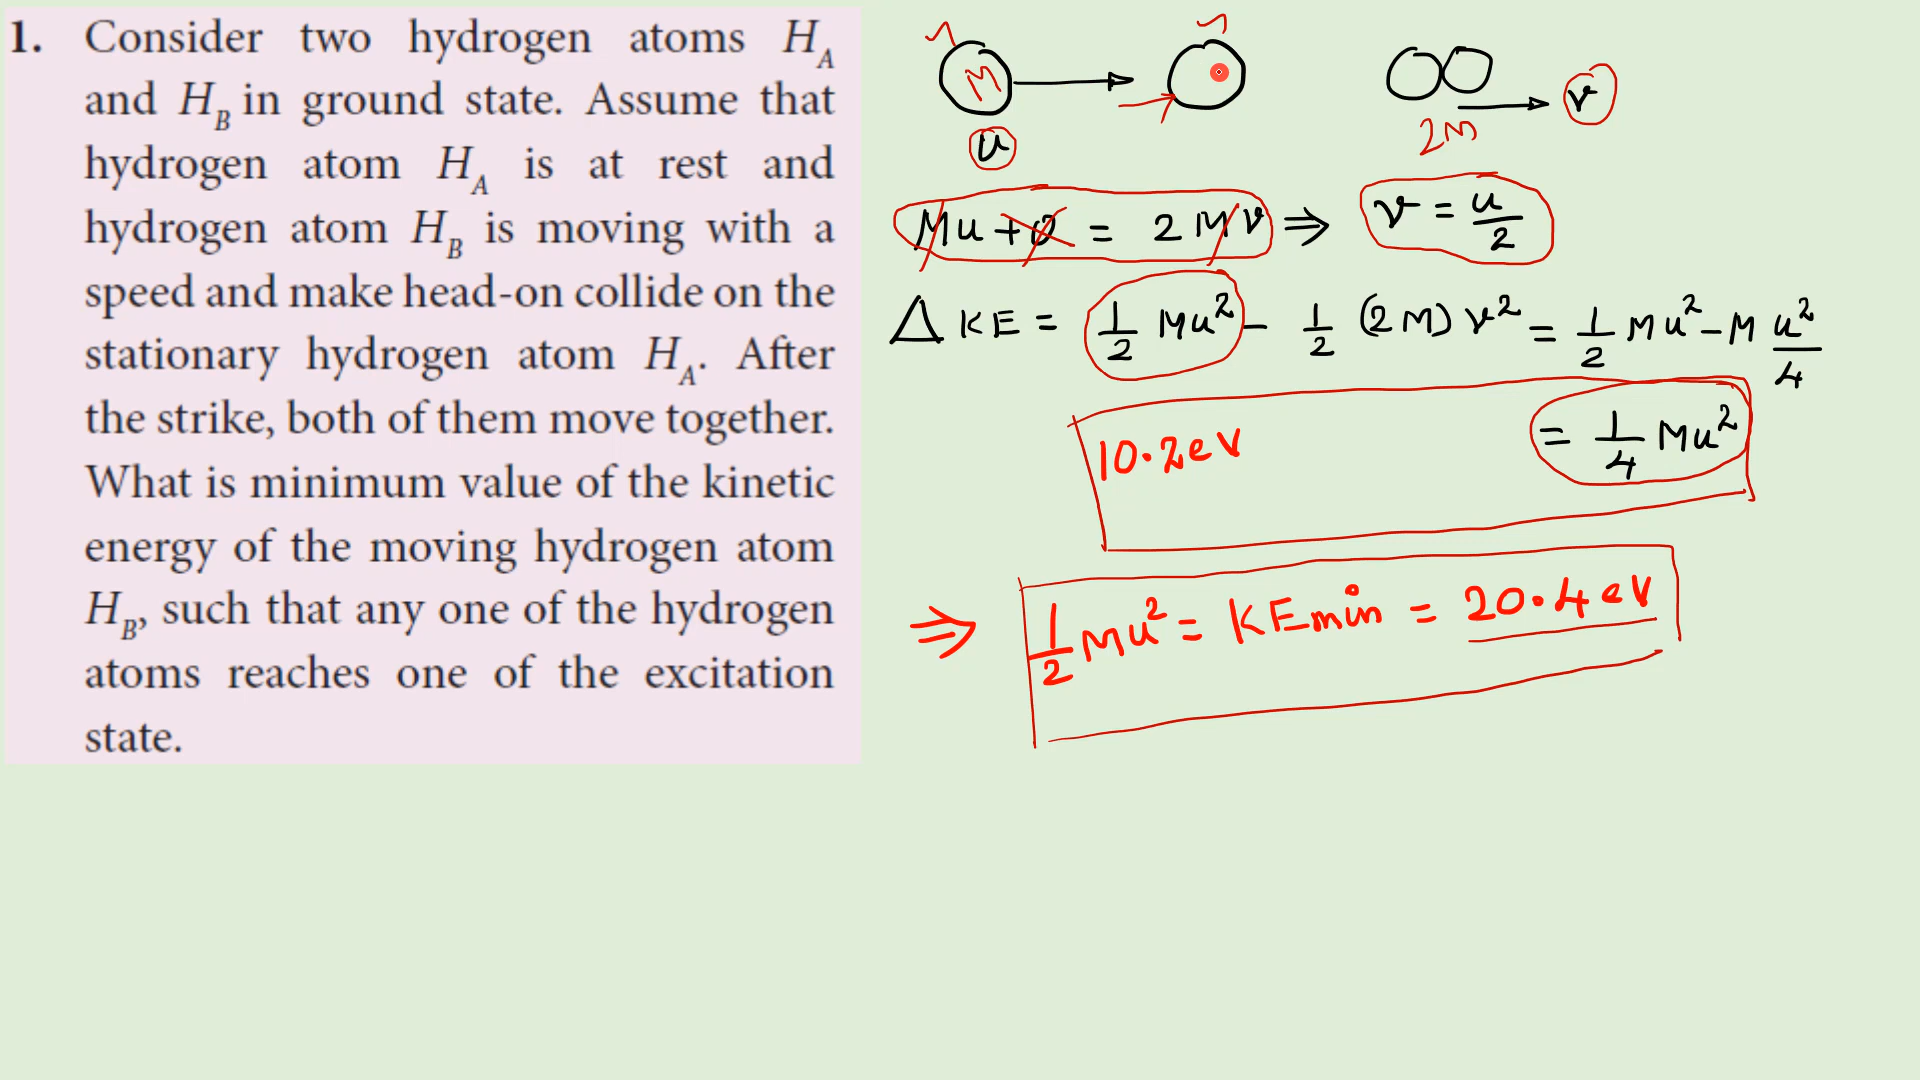 1. Consider two hydrogen atoms H_A
and H_B in ground state. Assume that
hydrogen atom H_A is at rest and
hydrogen atom H_B is moving with a
speed and make head-on collide on the
stationary hydrogen atom H_A. After
the strike, both of them move together.
What is minimum value of the kinetic
energy of the moving hydrogen atom
H_B, such that any one of the hydrogen
atoms reaches one of the excitation
state.
M
u
2M
v
Mu + 0 = 2Mv ⇒ v = u/2
Δ KE = 1/2 Mu² - 1/2 (2M) v² = 1/2 Mu² - M u²/4
10.2eV = 1/4 Mu²
⇒ 1/2 Mu² = KEmin = 20.4eV